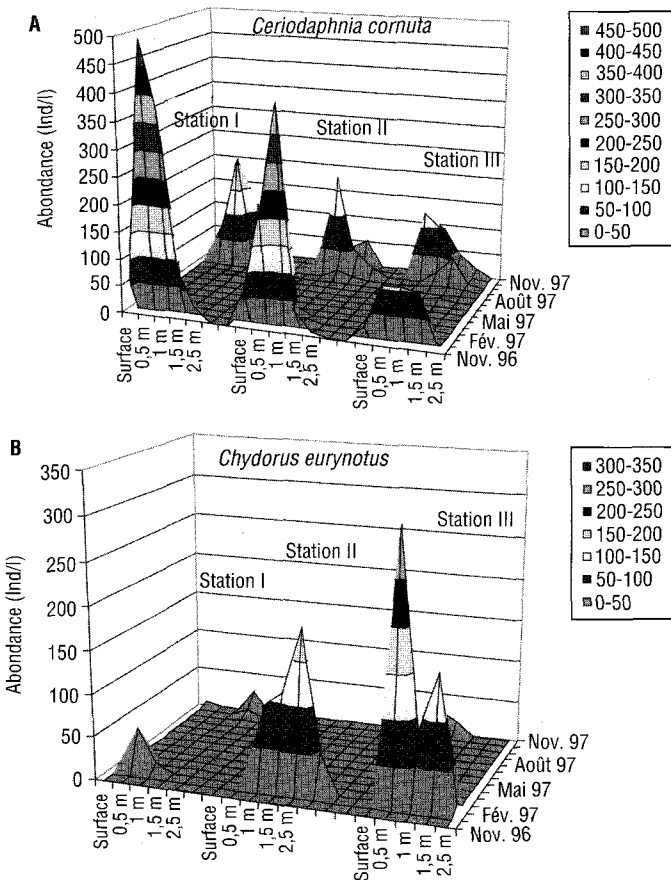 A
Ceriodaphnia cornuta
Abondance (Ind/l)
500
450
400
350
300
250
200
150
100
50
0
Station I
Station II
Station III
Surface
0,5 m
1 m
1,5 m
2,5 m
Surface
0,5 m
1 m
1,5 m
2,5 m
Surface
0,5 m
1 m
1,5 m
2,5 m
Nov. 97
Août 97
Mai 97
Fév. 97
Nov. 96
450-500
400-450
350-400
300-350
250-300
200-250
150-200
100-150
50-100
0-50
B
Chydorus eurynotus
Abondance (Ind/l)
350
300
250
200
150
100
50
0
Station I
Station II
Station III
Surface
0,5 m
1 m
1,5 m
2,5 m
Surface
0,5 m
1 m
1,5 m
2,5 m
Surface
0,5 m
1 m
1,5 m
2,5 m
Nov. 97
Août 97
Mai 97
Fév. 97
Nov. 96
300-350
250-300
200-250
150-200
100-150
50-100
0-50